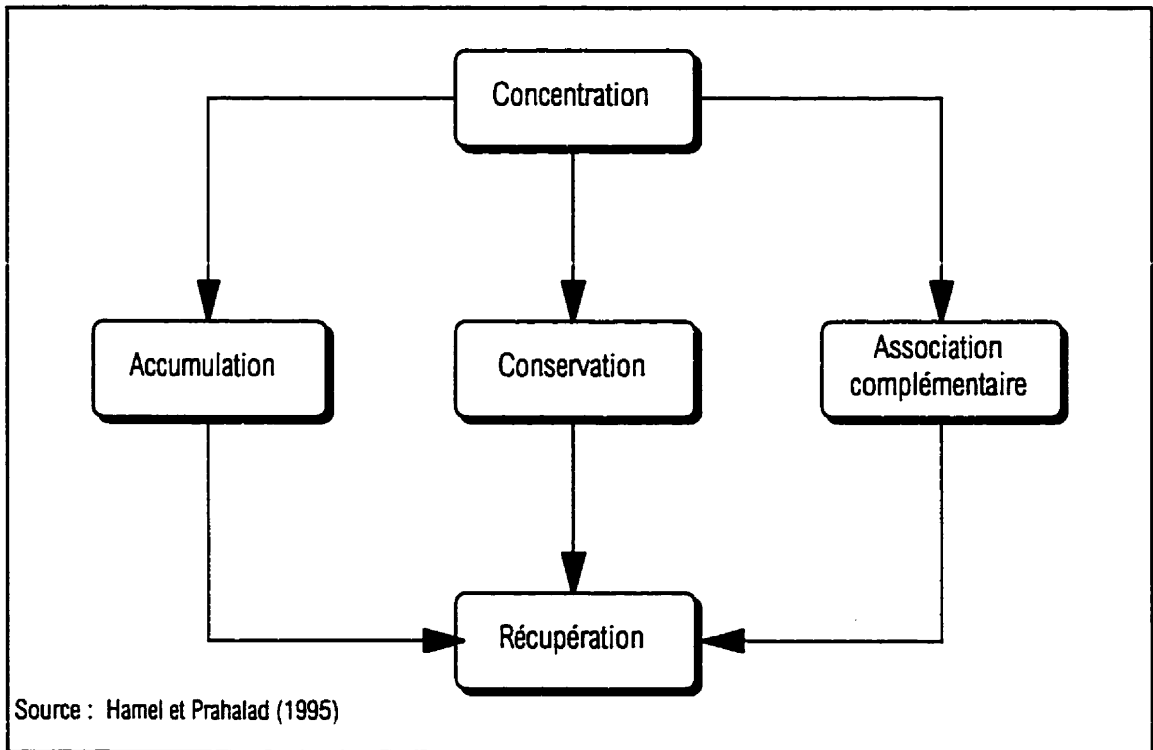 Concentration
Accumulation
Conservation
Association
complémentaire
Récupération
Source : Hamel et Prahalad (1995)